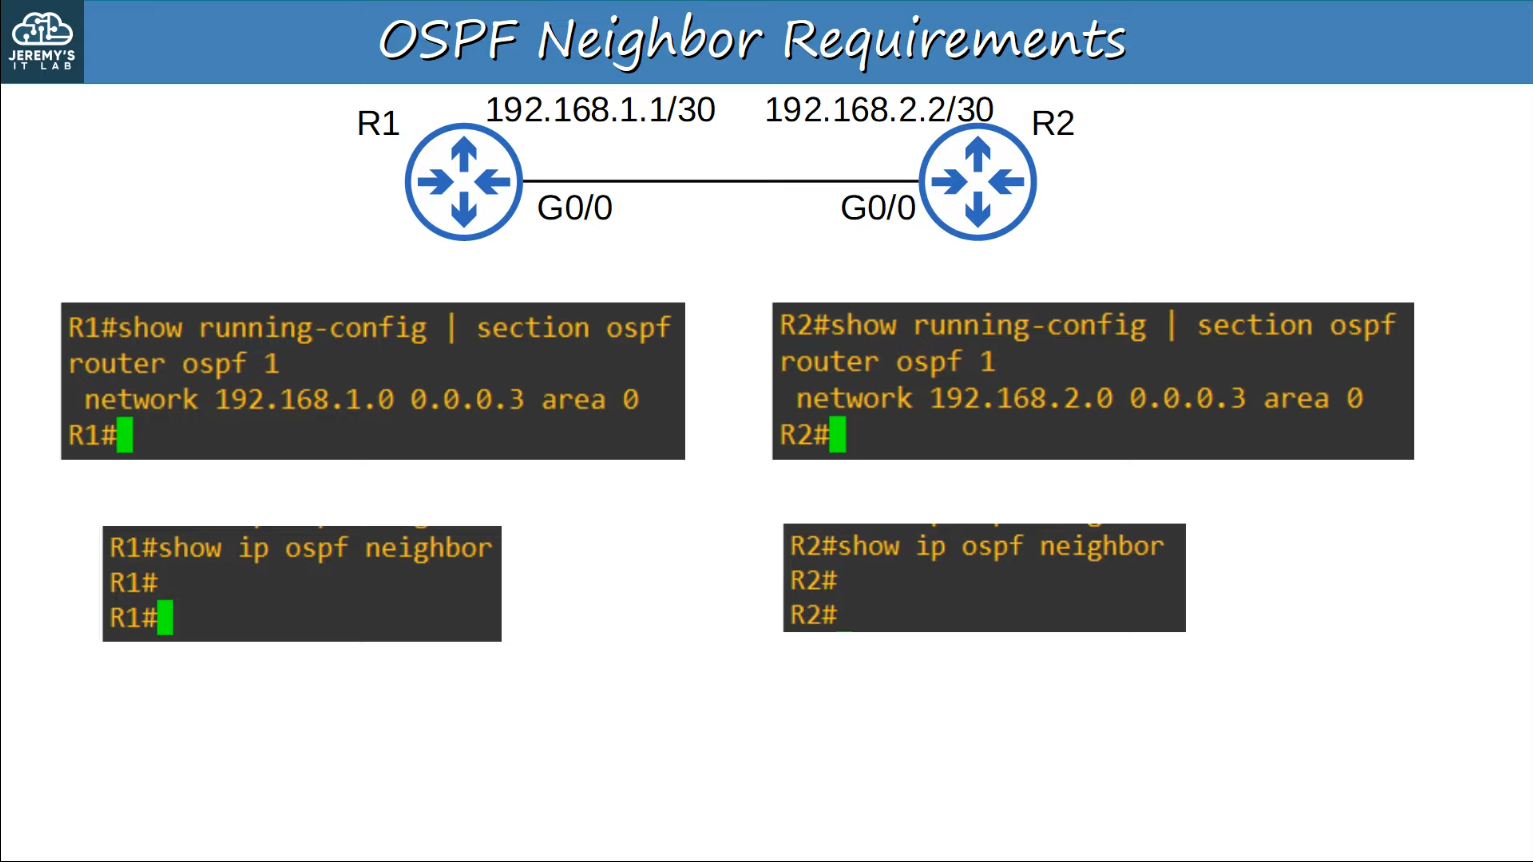 JEREMY'S
IT LAB
OSPF Neighbor Requirements
R1
192.168.1.1/30
192.168.2.2/30
R2
G0/0
G0/0
R1#show running-config | section ospf
router ospf 1
network 192.168.1.0 0.0.0.3 area 0
R1#
R2#show running-config | section ospf
router ospf 1
network 192.168.2.0 0.0.0.3 area 0
R2#
R1#show ip ospf neighbor
R1#
R1#
R2#show ip ospf neighbor
R2#
R2#